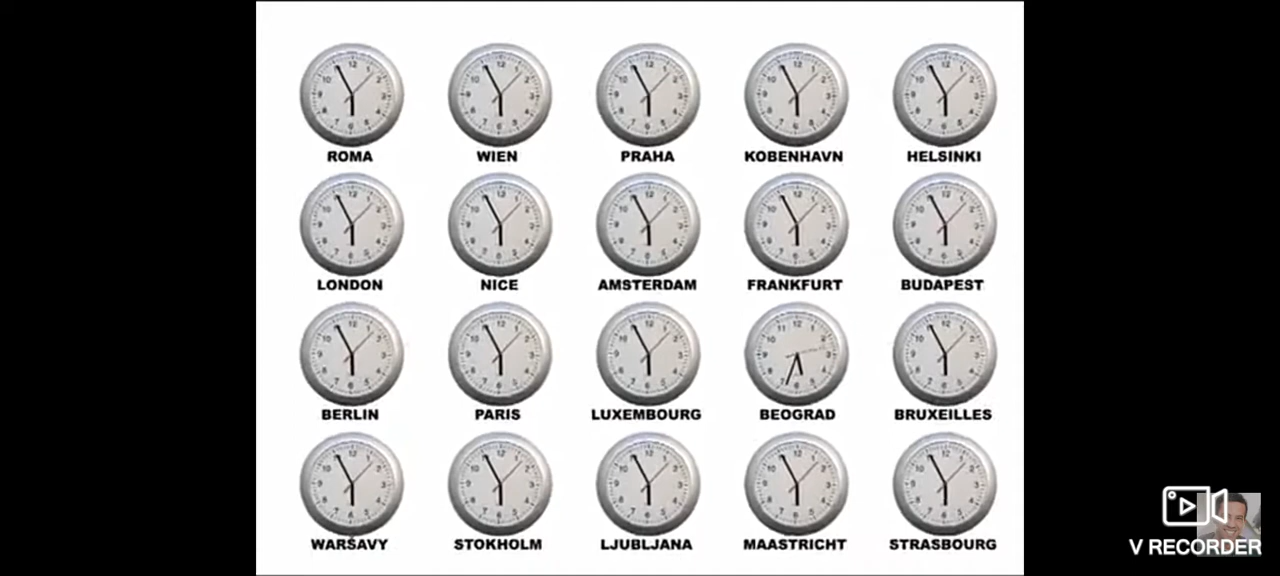 ROMA WIEN PRAHA KOBENHAVN HELSINKI
LONDON NICE AMSTERDAM FRANKFURT BUDAPEST
BERLIN PARIS LUXEMBOURG BEOGRAD BRUXEILLES
WARŠAVY STOKHOLM LJUBLJANA MAASTRICHT STRASBOURG
V RECORDER